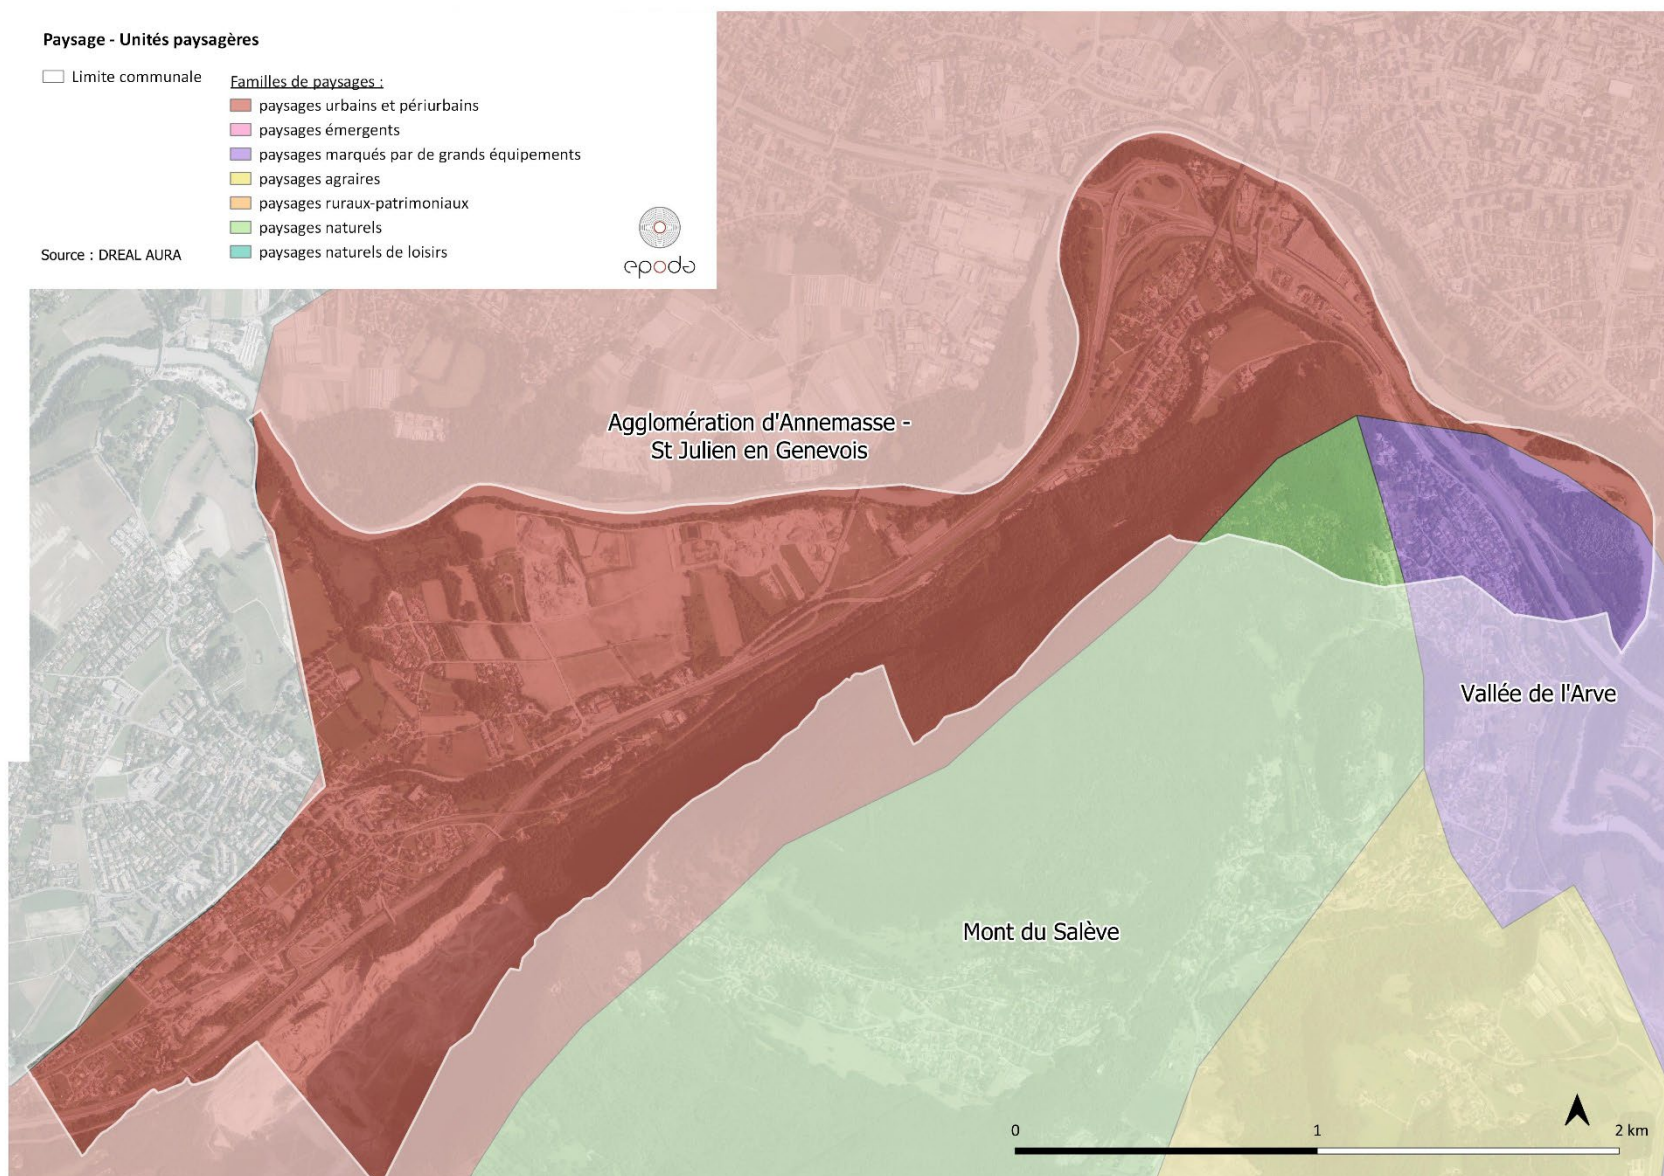 Paysage - Unités paysagères
Limite communale
Familles de paysages :
paysages urbains et périurbains
paysages émergents
paysages marqués par de grands équipements
paysages agraires
paysages ruraux-patrimoniaux
paysages naturels
paysages naturels de loisirs
Source : DREAL AURA
epoda
Agglomération d'Annemasse -
St Julien en Genevois
Vallée de l'Arve
Mont du Salève
0 1 2 km